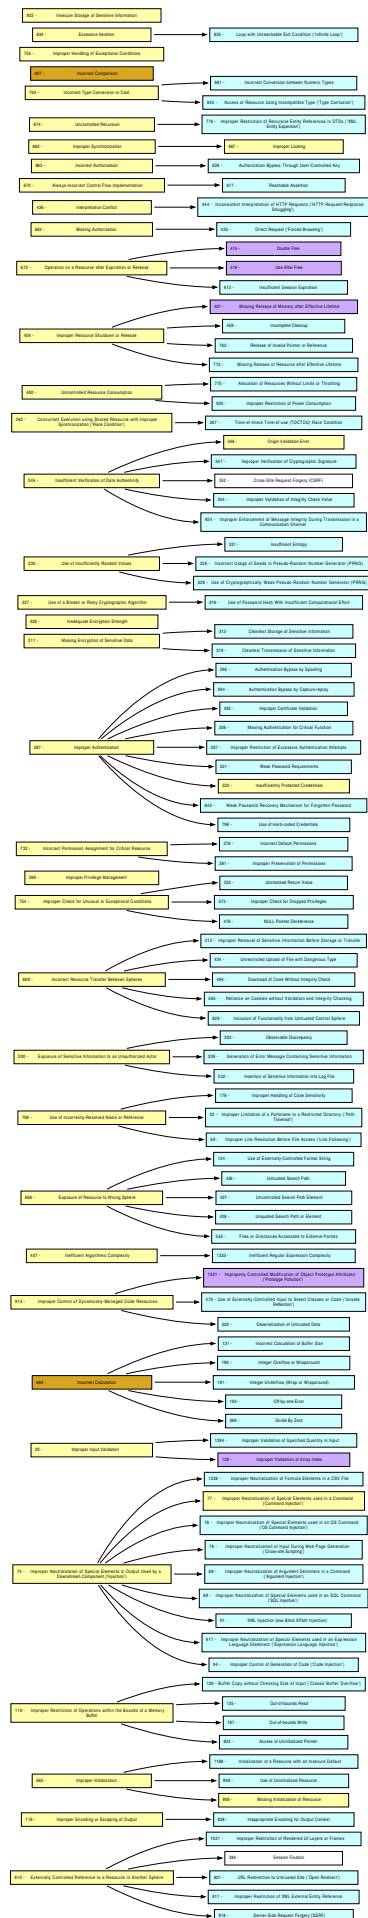 922 - Insecure Storage of Sensitive Information
834 - Excessive Iteration
835 - Loop with Unreachable Exit Condition ('Infinite Loop')
755 - Improper Handling of Exceptional Conditions
697 - Incorrect Comparison
704 - Incorrect Type Conversion or Cast
681 - Incorrect Conversion between Numeric Types
843 - Access of Resource Using Incompatible Type ('Type Confusion')
674 - Uncontrolled Recursion
776 - Improper Restriction of Recursive Entity References in DTDs ('XML
Entity Expansion')
662 - Improper Synchronization
667 - Improper Locking
863 - Incorrect Authorization
639 - Authorization Bypass Through User-Controlled Key
670 - Always-Incorrect Control Flow Implementation
617 - Reachable Assertion
436 - Interpretation Conflict
444 - Inconsistent Interpretation of HTTP Requests ('HTTP Request/Response
Smuggling')
862 - Missing Authorization
425 - Direct Request ('Forced Browsing')
672 - Operation on a Resource after Expiration or Release
415 - Double Free
416 - Use After Free
613 - Insufficient Session Expiration
404 - Improper Resource Shutdown or Release
401 - Missing Release of Memory after Effective Lifetime
459 - Incomplete Cleanup
763 - Release of Invalid Pointer or Reference
772 - Missing Release of Resource after Effective Lifetime
400 - Uncontrolled Resource Consumption
770 - Allocation of Resources Without Limits or Throttling
920 - Improper Restriction of Power Consumption
362 - Concurrent Execution using Shared Resource with Improper
Synchronization ('Race Condition')
367 - Time-of-check Time-of-use (TOCTOU) Race Condition
345 - Insufficient Verification of Data Authenticity
346 - Origin Validation Error
347 - Improper Verification of Cryptographic Signature
352 - Cross-Site Request Forgery (CSRF)
354 - Improper Validation of Integrity Check Value
924 - Improper Enforcement of Message Integrity During Transmission in a
Communication Channel
330 - Use of Insufficiently Random Values
331 - Insufficient Entropy
335 - Incorrect Usage of Seeds in Pseudo-Random Number Generator (PRNG)
338 - Use of Cryptographically Weak Pseudo-Random Number Generator (PRNG)
327 - Use of a Broken or Risky Cryptographic Algorithm
916 - Use of Password Hash With Insufficient Computational Effort
326 - Inadequate Encryption Strength
311 - Missing Encryption of Sensitive Data
312 - Cleartext Storage of Sensitive Information
319 - Cleartext Transmission of Sensitive Information
287 - Improper Authentication
290 - Authentication Bypass by Spoofing
294 - Authentication Bypass by Capture-replay
295 - Improper Certificate Validation
306 - Missing Authentication for Critical Function
307 - Improper Restriction of Excessive Authentication Attempts
521 - Weak Password Requirements
522 - Insufficiently Protected Credentials
640 - Weak Password Recovery Mechanism for Forgotten Password
798 - Use of Hard-coded Credentials
732 - Incorrect Permission Assignment for Critical Resource
276 - Incorrect Default Permissions
281 - Improper Preservation of Permissions
269 - Improper Privilege Management
754 - Improper Check for Unusual or Exceptional Conditions
252 - Unchecked Return Value
273 - Improper Check for Dropped Privileges
476 - NULL Pointer Dereference
669 - Incorrect Resource Transfer Between Spheres
212 - Improper Removal of Sensitive Information Before Storage or Transfer
434 - Unrestricted Upload of File with Dangerous Type
494 - Download of Code Without Integrity Check
565 - Reliance on Cookies without Validation and Integrity Checking
829 - Inclusion of Functionality from Untrusted Control Sphere
200 - Exposure of Sensitive Information to an Unauthorized Actor
203 - Observable Discrepancy
209 - Generation of Error Message Containing Sensitive Information
532 - Insertion of Sensitive Information into Log File
706 - Use of Incorrectly-Resolved Name or Reference
178 - Improper Handling of Case Sensitivity
22 - Improper Limitation of a Pathname to a Restricted Directory ('Path
Traversal')
59 - Improper Link Resolution Before File Access ('Link Following')
668 - Exposure of Resource to Wrong Sphere
134 - Use of Externally-Controlled Format String
426 - Untrusted Search Path
427 - Uncontrolled Search Path Element
428 - Unquoted Search Path or Element
552 - Files or Directories Accessible to External Parties
407 - Inefficient Algorithmic Complexity
1333 - Inefficient Regular Expression Complexity
913 - Improper Control of Dynamically-Managed Code Resources
1321 - Improperly Controlled Modification of Object Prototype Attributes
('Prototype Pollution')
470 - Use of Externally-Controlled Input to Select Classes or Code ('Unsafe
Reflection')
502 - Deserialization of Untrusted Data
682 - Incorrect Calculation
131 - Incorrect Calculation of Buffer Size
190 - Integer Overflow or Wraparound
191 - Integer Underflow (Wrap or Wraparound)
193 - Off-by-one Error
369 - Divide By Zero
20 - Improper Input Validation
1284 - Improper Validation of Specified Quantity in Input
129 - Improper Validation of Array Index
74 - Improper Neutralization of Special Elements in Output Used by a
Downstream Component ('Injection')
1236 - Improper Neutralization of Formula Elements in a CSV File
77 - Improper Neutralization of Special Elements used in a Command
('Command Injection')
78 - Improper Neutralization of Special Elements used in an OS Command
('OS Command Injection')
79 - Improper Neutralization of Input During Web Page Generation
('Cross-site Scripting')
88 - Improper Neutralization of Argument Delimiters in a Command
('Argument Injection')
89 - Improper Neutralization of Special Elements used in an SQL Command
('SQL Injection')
91 - XML Injection (aka Blind XPath Injection)
917 - Improper Neutralization of Special Elements used in an Expression
Language Statement ('Expression Language Injection')
94 - Improper Control of Generation of Code ('Code Injection')
119 - Improper Restriction of Operations within the Bounds of a Memory
Buffer
120 - Buffer Copy without Checking Size of Input ('Classic Buffer Overflow')
125 - Out-of-bounds Read
787 - Out-of-bounds Write
824 - Access of Uninitialized Pointer
665 - Improper Initialization
1188 - Initialization of a Resource with an Insecure Default
908 - Use of Uninitialized Resource
909 - Missing Initialization of Resource
116 - Improper Encoding or Escaping of Output
838 - Inappropriate Encoding for Output Context
610 - Externally Controlled Reference to a Resource in Another Sphere
1021 - Improper Restriction of Rendered UI Layers or Frames
384 - Session Fixation
601 - URL Redirection to Untrusted Site ('Open Redirect')
611 - Improper Restriction of XML External Entity Reference
918 - Server-Side Request Forgery (SSRF)